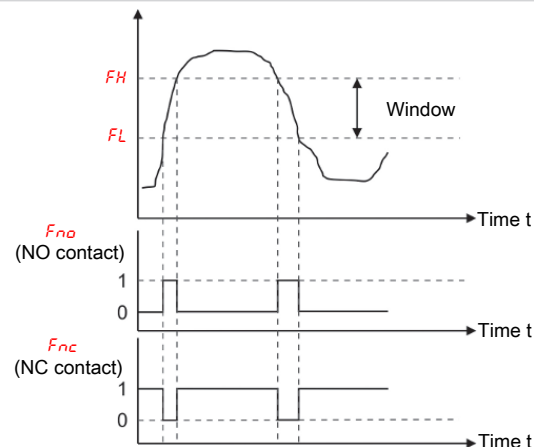 FH
Window
FL
Time t
Fno
(NO contact)
1
0
Time t
Fnc
(NC contact)
1
0
Time t